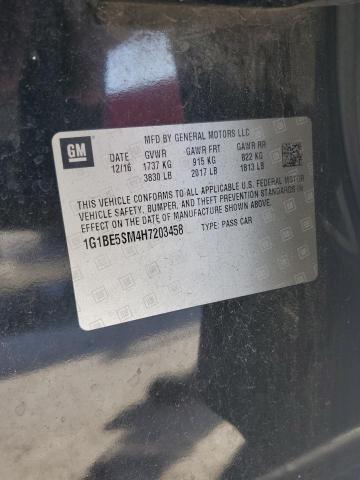 GM
MFD BY GENERAL MOTORS LLC
DATE GVWR GAWR FRT GAWR RR
12/16 1737 KG 915 KG 822 KG
3830 LB 2017 LB 1813 LB
THIS VEHICLE CONFORMS TO ALL APPLICABLE U.S. FEDERAL MOTOR
VEHICLE SAFETY, BUMPER, AND THEFT PREVENTION STANDARDS IN
EFFECT ON THE DATE OF MANUFACTURE SHOWN ABOVE.
1G1BE5SM4H7203458 TYPE: PASS CAR